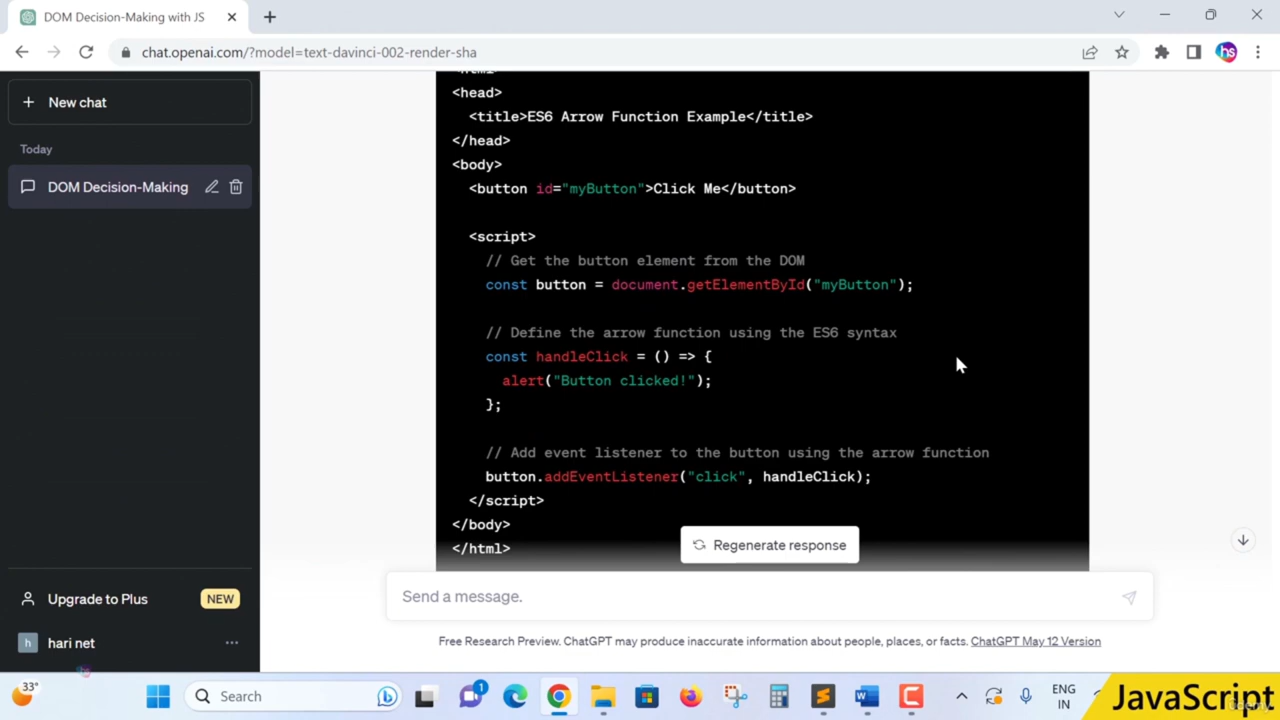 DOM Decision-Making with JS
chat.openai.com/?model=text-davinci-002-render-sha
New chat
Today
DOM Decision-Making
<html>
<head>
<title>ES6 Arrow Function Example</title>
</head>
<body>
<button id="myButton">Click Me</button>
<script>
// Get the button element from the DOM
const button = document.getElementById("myButton");
// Define the arrow function using the ES6 syntax
const handleClick = () => {
alert("Button clicked!");
};
// Add event listener to the button using the arrow function
button.addEventListener("click", handleClick);
</script>
</body>
</html>
Regenerate response
Send a message.
Free Research Preview. ChatGPT may produce inaccurate information about people, places, or facts. ChatGPT May 12 Version
Upgrade to Plus
NEW
h
hari net
hs
33°
Search
1
ENG
IN
JavaScript
Udemy